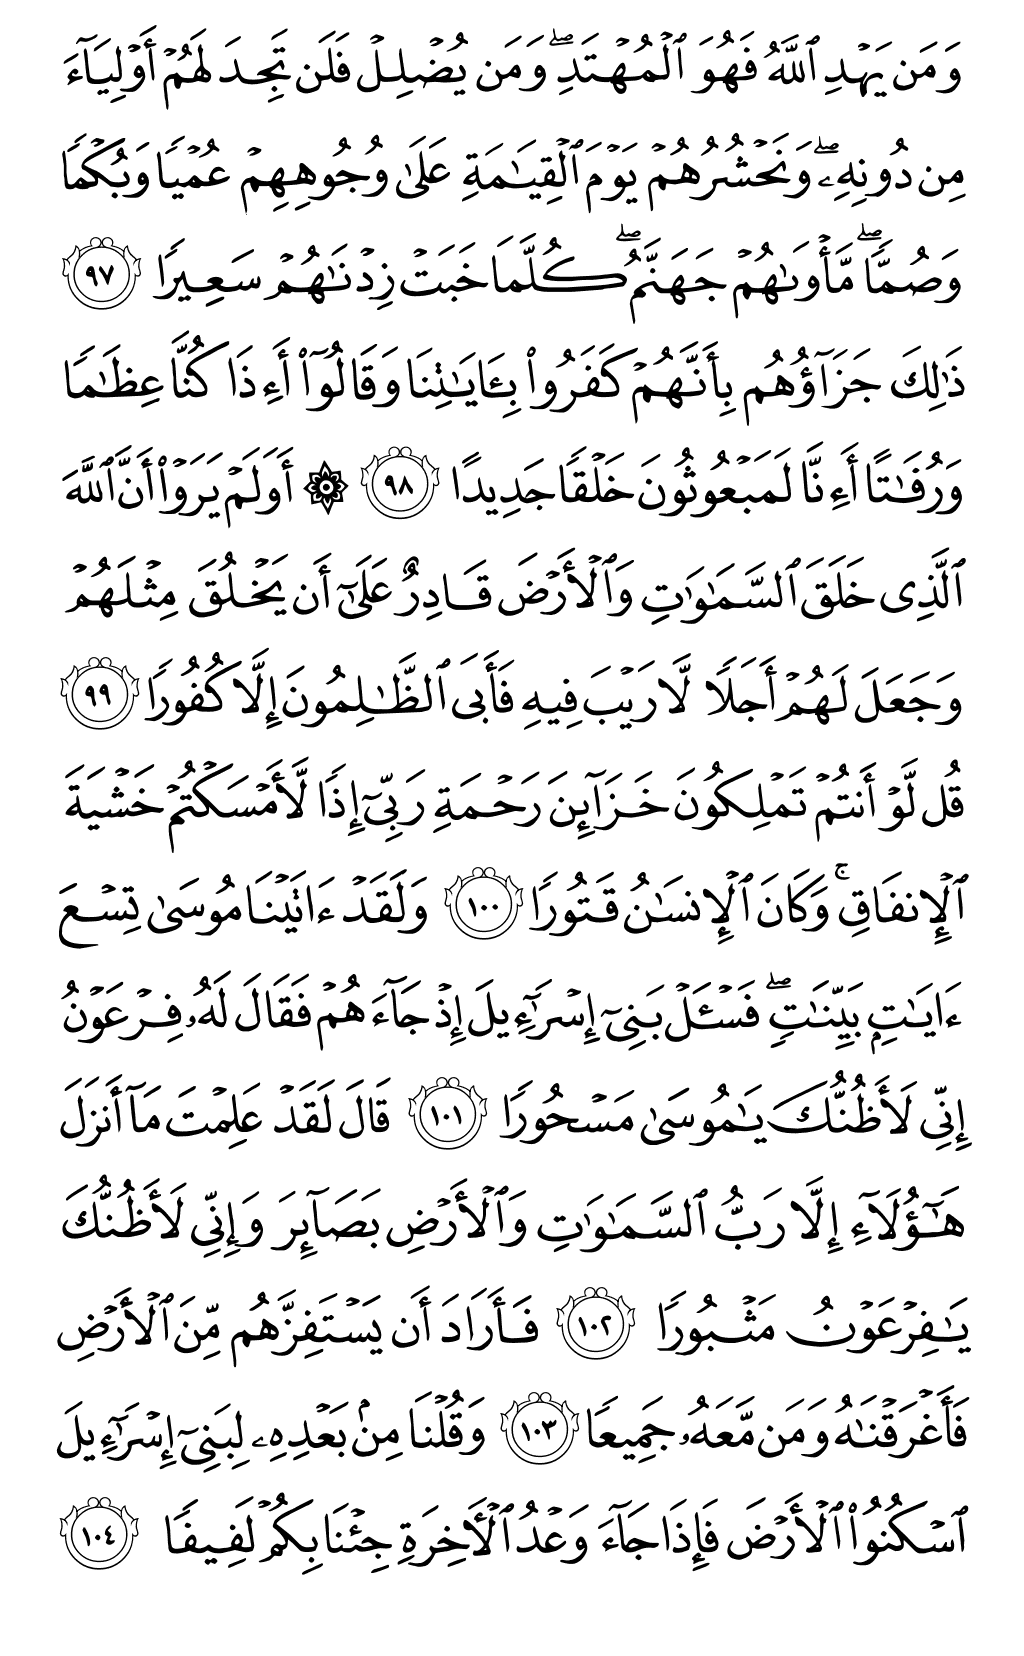 وَمَن يَهۡدِ ٱللَّهُ فَهُوَ ٱلۡمُهۡتَدِۖ وَمَن يُضۡلِلۡ فَلَن تَجِدَ لَهُمۡ أَوۡلِيَآءَ
مِن دُونِهِۦۖ وَنَحۡشُرُهُمۡ يَوۡمَ ٱلۡقِيَٰمَةِ عَلَىٰ وُجُوهِهِمۡ عُمۡيٗا وَبُكۡمٗا
وَصُمّٗاۖ مَّأۡوَىٰهُمۡ جَهَنَّمُۖ كُلَّمَا خَبَتۡ زِدۡنَٰهُمۡ سَعِيرٗا ٩٧
ذَٰلِكَ جَزَآؤُهُم بِأَنَّهُمۡ كَفَرُواْ بِـَٔايَٰتِنَا وَقَالُوٓاْ أَءِذَا كُنَّا عِظَٰمٗا
وَرُفَٰتًا أَءِنَّا لَمَبۡعُوثُونَ خَلۡقٗا جَدِيدًا ٩٨ ۞ أَوَلَمۡ يَرَوۡاْ أَنَّ ٱللَّهَ
ٱلَّذِي خَلَقَ ٱلسَّمَٰوَٰتِ وَٱلۡأَرۡضَ قَادِرٌ عَلَىٰٓ أَن يَخۡلُقَ مِثۡلَهُمۡ
وَجَعَلَ لَهُمۡ أَجَلٗا لَّا رَيۡبَ فِيهِ فَأَبَى ٱلظَّٰلِمُونَ إِلَّا كُفُورٗا ٩٩
قُل لَّوۡ أَنتُمۡ تَمۡلِكُونَ خَزَآئِنَ رَحۡمَةِ رَبِّيٓ إِذٗا لَّأَمۡسَكۡتُمۡ خَشۡيَةَ
ٱلۡإِنفَاقِۚ وَكَانَ ٱلۡإِنسَٰنُ قَتُورٗا ١٠٠ وَلَقَدۡ ءَاتَيۡنَا مُوسَىٰ تِسۡعَ
ءَايَٰتِۭ بَيِّنَٰتٖۖ فَسۡـَٔلۡ بَنِيٓ إِسۡرَٰٓءِيلَ إِذۡ جَآءَهُمۡ فَقَالَ لَهُۥ فِرۡعَوۡنُ
إِنِّي لَأَظُنُّكَ يَٰمُوسَىٰ مَسۡحُورٗا ١٠١ قَالَ لَقَدۡ عَلِمۡتَ مَآ أَنزَلَ
هَٰٓؤُلَآءِ إِلَّا رَبُّ ٱلسَّمَٰوَٰتِ وَٱلۡأَرۡضِ بَصَآئِرَ وَإِنِّي لَأَظُنُّكَ
يَٰفِرۡعَوۡنُ مَثۡبُورٗا ١٠٢ فَأَرَادَ أَن يَسۡتَفِزَّهُم مِّنَ ٱلۡأَرۡضِ
فَأَغۡرَقۡنَٰهُ وَمَن مَّعَهُۥ جَمِيعٗا ١٠٣ وَقُلۡنَا مِنۢ بَعۡدِهِۦ لِبَنِيٓ إِسۡرَٰٓءِيلَ
ٱسۡكُنُواْ ٱلۡأَرۡضَ فَإِذَا جَآءَ وَعۡدُ ٱلۡأٓخِرَةِ جِئۡنَا بِكُمۡ لَفِيفٗا ١٠٤